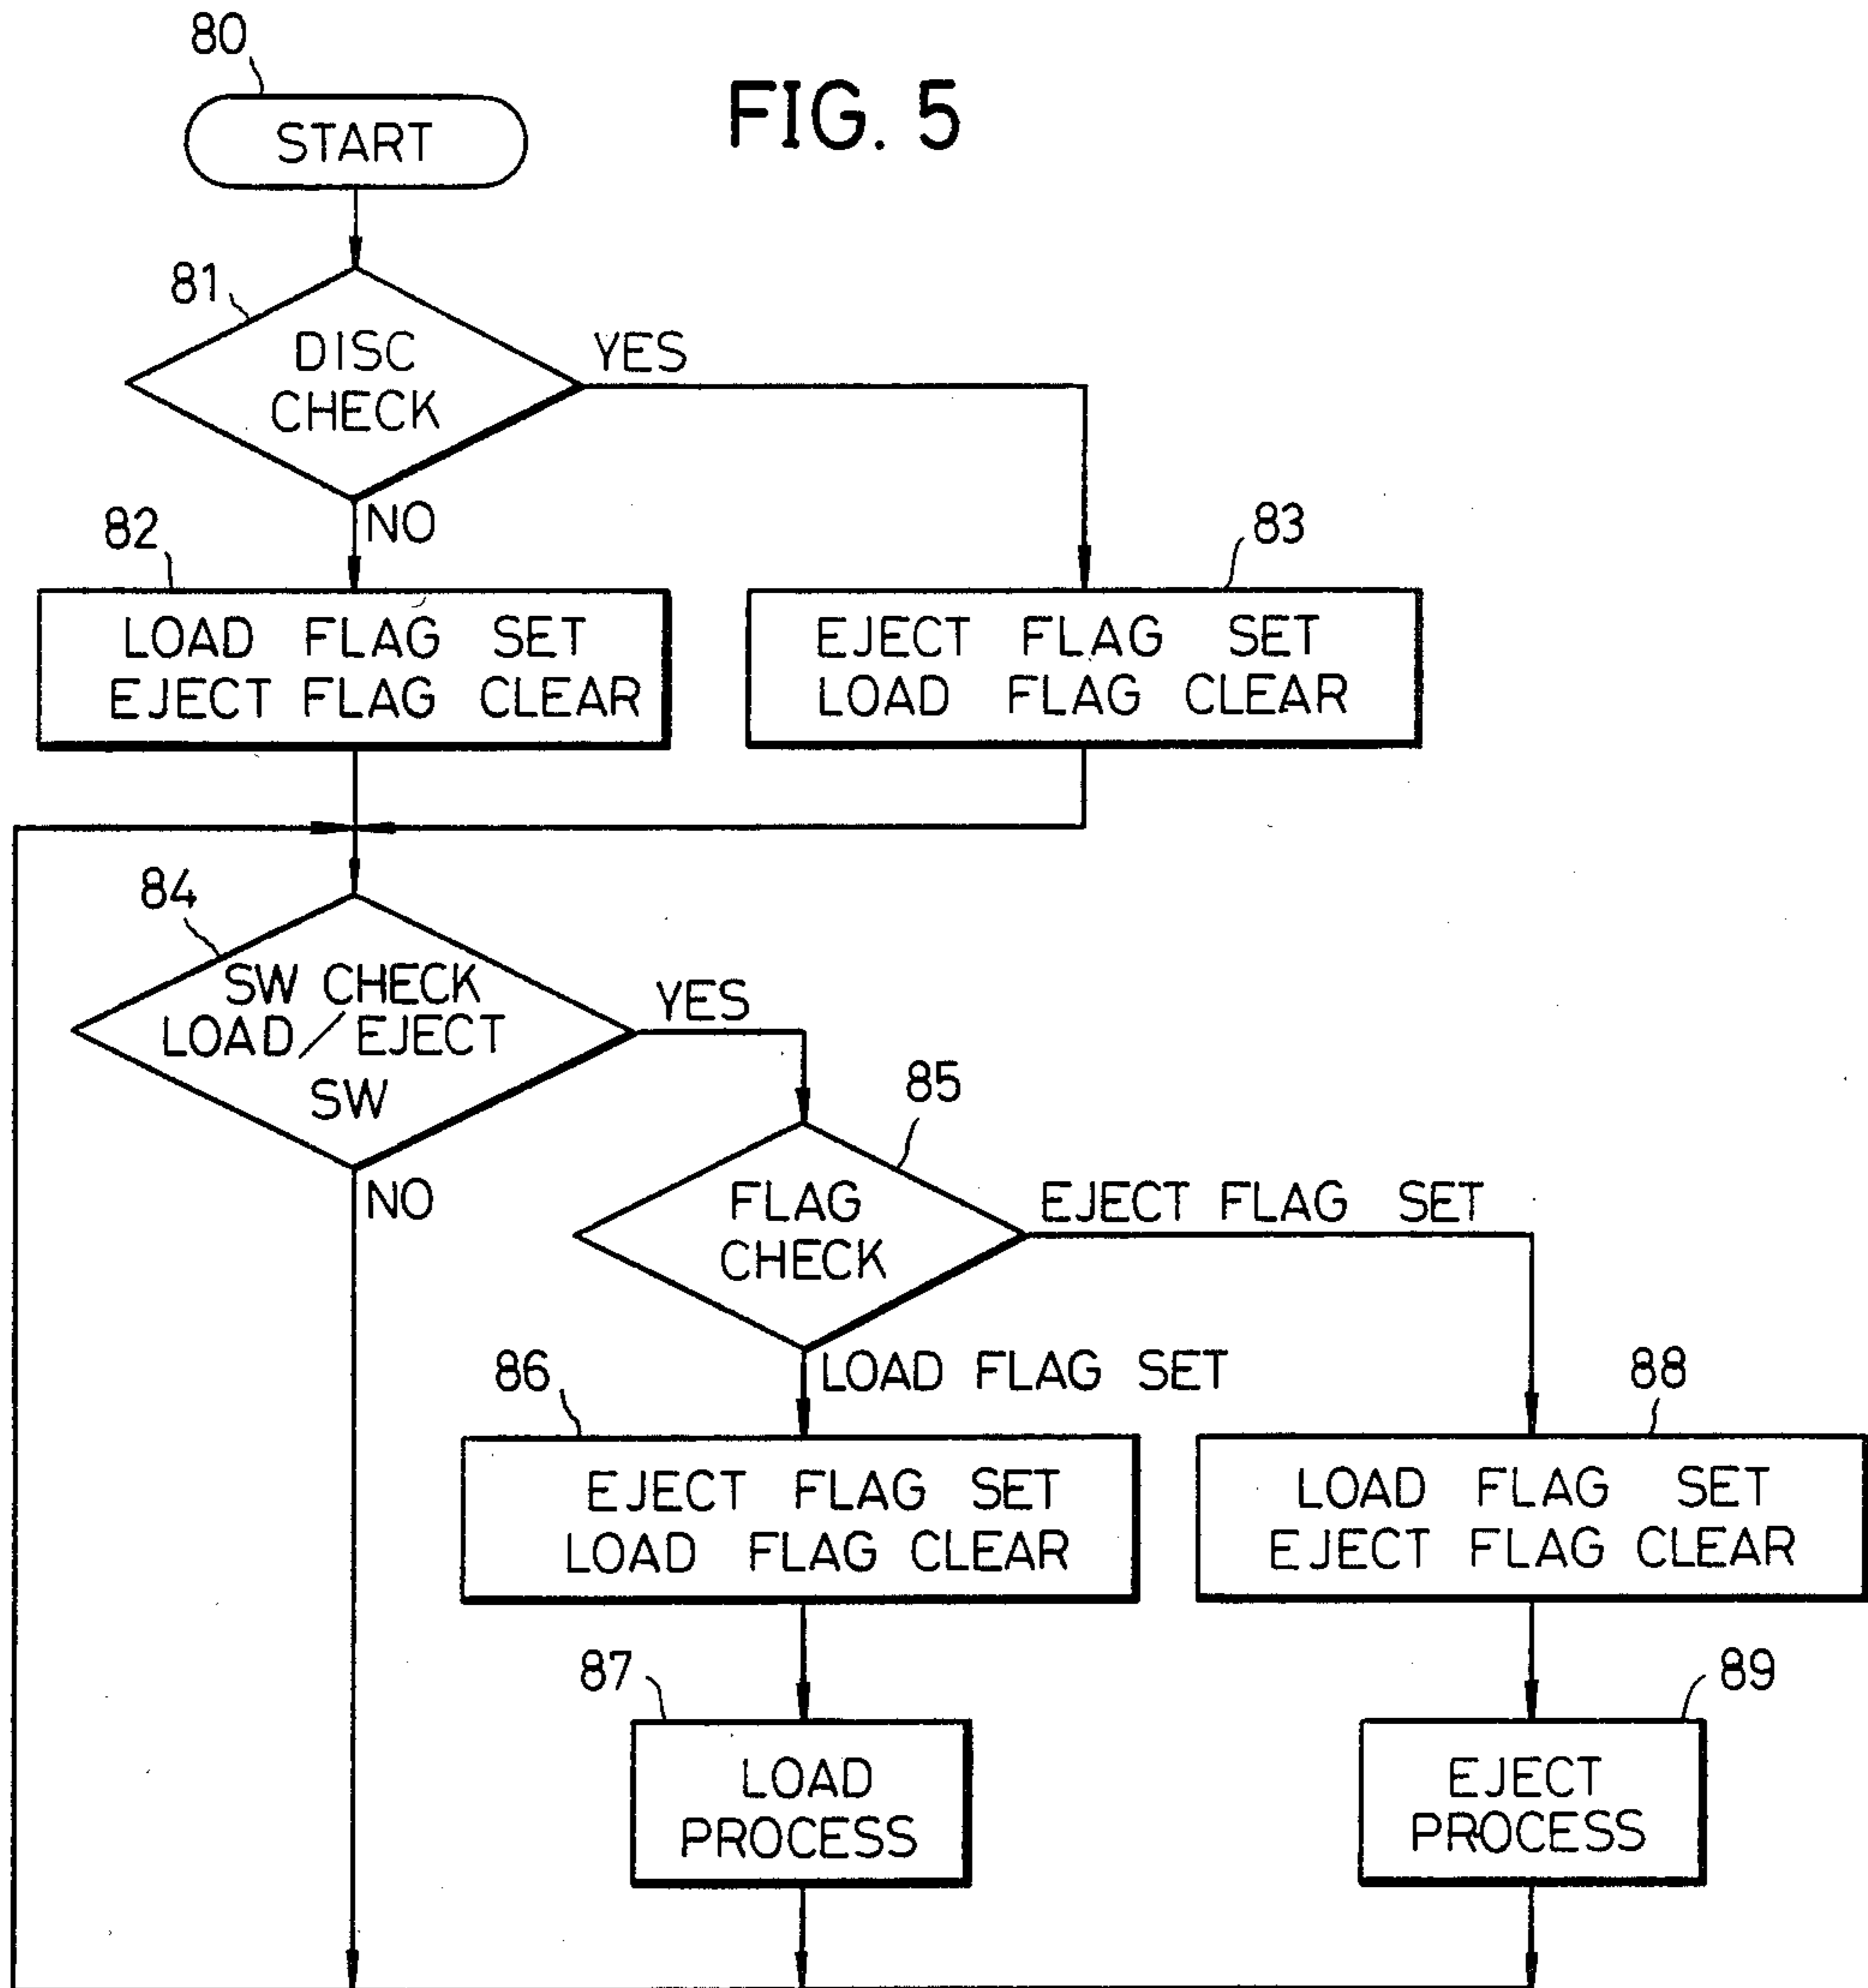 80
FIG. 5
START
81
DISC
CHECK
YES
NO
82
83
LOAD FLAG SET
EJECT FLAG CLEAR
EJECT FLAG SET
LOAD FLAG CLEAR
84
SW CHECK
LOAD/EJECT
SW
YES
NO
85
FLAG
CHECK
EJECT FLAG SET
LOAD FLAG SET
86
88
EJECT FLAG SET
LOAD FLAG CLEAR
LOAD FLAG SET
EJECT FLAG CLEAR
87
89
LOAD
PROCESS
EJECT
PROCESS